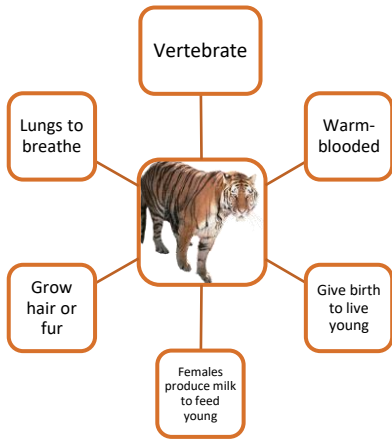 Vertebrate
Lungs to
breathe
Warm-
blooded
Grow
hair or
fur
Give birth
to live
young
Females
produce milk
to feed
young